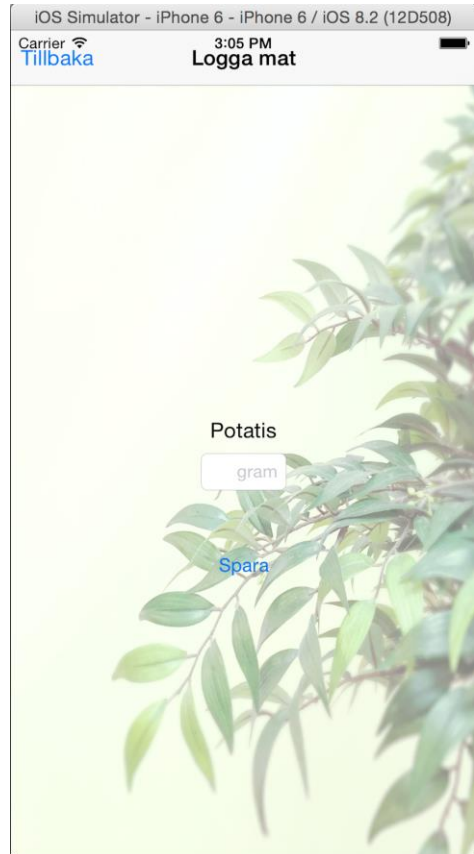 iOS Simulator - iPhone 6 - iPhone 6 / iOS 8.2 (12D508)
Carrier 3:05 PM
Tillbaka Logga mat
Potatis
gram
Spara